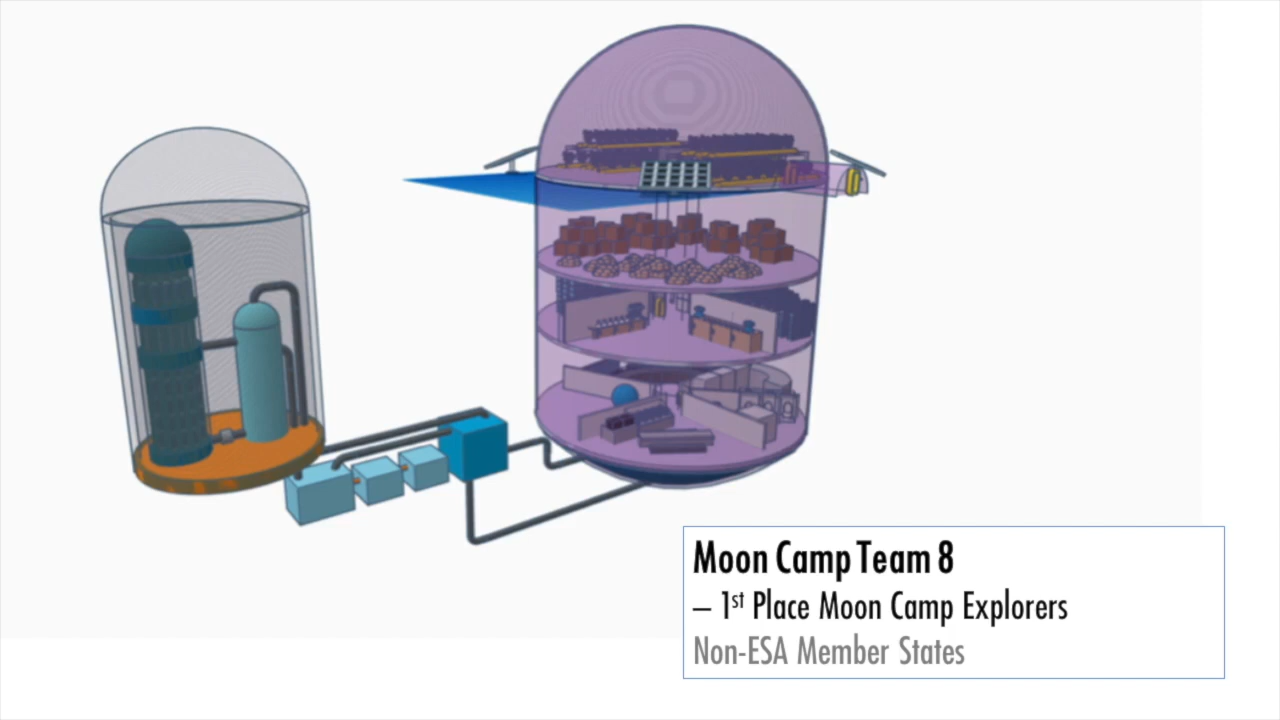 Moon Camp Team 8
– 1st Place Moon Camp Explorers
Non-ESA Member States